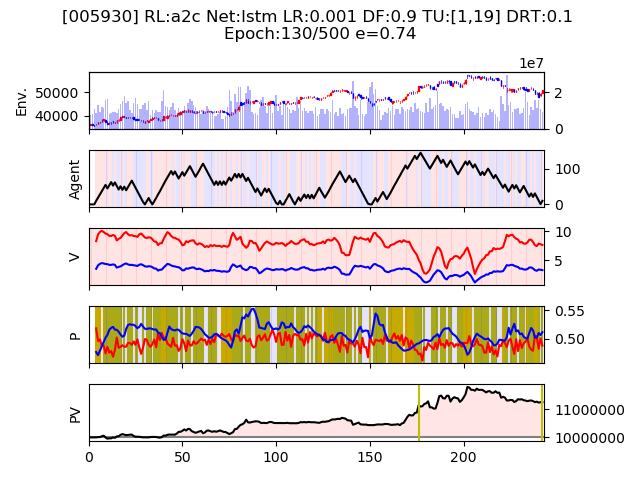 [005930] RL:a2c Net:lstm LR:0.001 DF:0.9 TU:[1,19] DRT:0.1
Epoch:130/500 e=0.74
1e7
Env.
50000
40000
2
0
Agent
100
0
V
10
5
P
0.55
0.50
PV
11000000
10000000
0 50 100 150 200